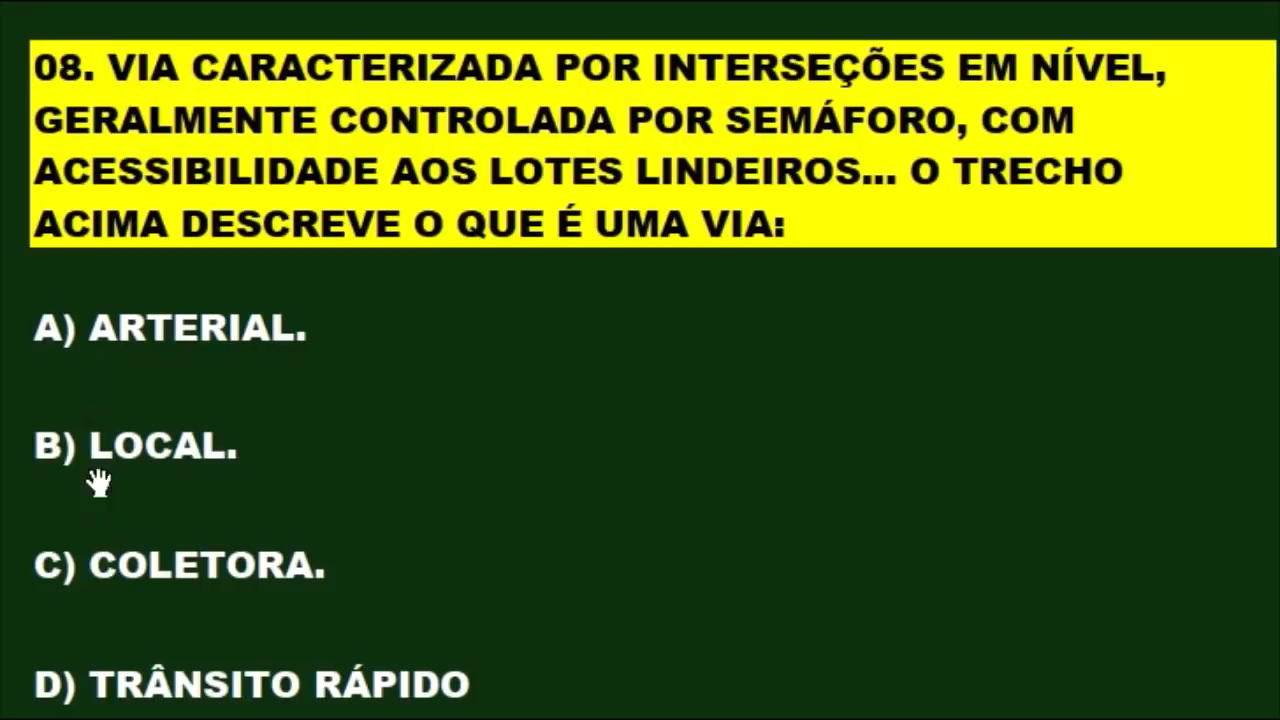 08. VIA CARACTERIZADA POR INTERSEÇÕES EM NÍVEL,
GERALMENTE CONTROLADA POR SEMÁFORO, COM
ACESSIBILIDADE AOS LOTES LINDEIROS... O TRECHO
ACIMA DESCREVE O QUE É UMA VIA:
A) ARTERIAL.
B) LOCAL.
C) COLETORA.
D) TRÂNSITO RÁPIDO